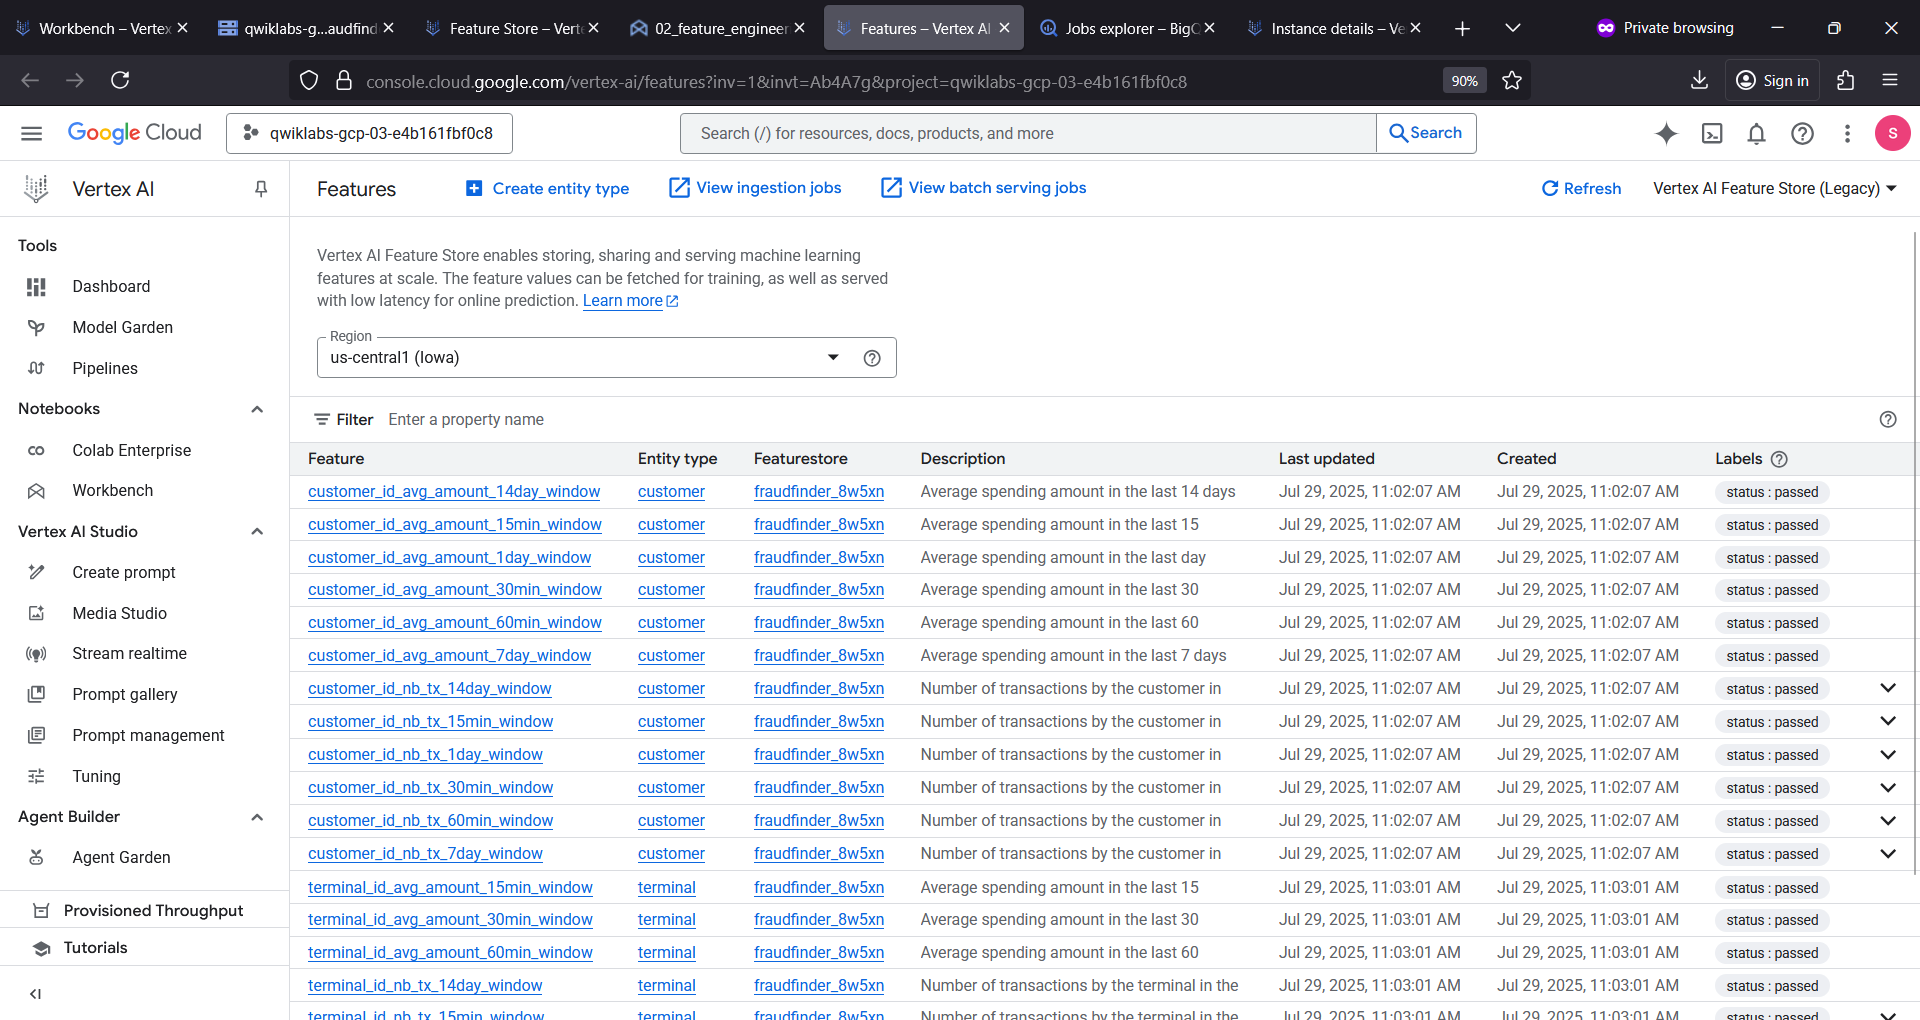 Workbench – Vertex
qwiklabs-g...audfind
Feature Store – Verte
02_feature_engineer
Features – Vertex AI
Jobs explorer – BigQ
Instance details – Ve
Private browsing
console.cloud.google.com/vertex-ai/features?inv=1&invt=Ab4A7g&project=qwiklabs-gcp-03-e4b161fbf0c8
90%
Sign in
Google Cloud
qwiklabs-gcp-03-e4b161fbf0c8
Search (/) for resources, docs, products, and more
Search
S
Vertex AI
Features
Create entity type
View ingestion jobs
View batch serving jobs
Refresh
Vertex AI Feature Store (Legacy)
Tools
Dashboard
Model Garden
Pipelines
Notebooks
Colab Enterprise
Workbench
Vertex AI Studio
Create prompt
Media Studio
Stream realtime
Prompt gallery
Prompt management
Tuning
Agent Builder
Agent Garden
Provisioned Throughput
Tutorials
Vertex AI Feature Store enables storing, sharing and serving machine learning
features at scale. The feature values can be fetched for training, as well as served
with low latency for online prediction. Learn more
Region
us-central1 (Iowa)
Filter Enter a property name
Feature Entity type Featurestore Description Last updated Created Labels
customer_id_avg_amount_14day_window customer fraudfinder_8w5xn Average spending amount in the last 14 days Jul 29, 2025, 11:02:07 AM Jul 29, 2025, 11:02:07 AM status : passed
customer_id_avg_amount_15min_window customer fraudfinder_8w5xn Average spending amount in the last 15 Jul 29, 2025, 11:02:07 AM Jul 29, 2025, 11:02:07 AM status : passed
customer_id_avg_amount_1day_window customer fraudfinder_8w5xn Average spending amount in the last day Jul 29, 2025, 11:02:07 AM Jul 29, 2025, 11:02:07 AM status : passed
customer_id_avg_amount_30min_window customer fraudfinder_8w5xn Average spending amount in the last 30 Jul 29, 2025, 11:02:07 AM Jul 29, 2025, 11:02:07 AM status : passed
customer_id_avg_amount_60min_window customer fraudfinder_8w5xn Average spending amount in the last 60 Jul 29, 2025, 11:02:07 AM Jul 29, 2025, 11:02:07 AM status : passed
customer_id_avg_amount_7day_window customer fraudfinder_8w5xn Average spending amount in the last 7 days Jul 29, 2025, 11:02:07 AM Jul 29, 2025, 11:02:07 AM status : passed
customer_id_nb_tx_14day_window customer fraudfinder_8w5xn Number of transactions by the customer in Jul 29, 2025, 11:02:07 AM Jul 29, 2025, 11:02:07 AM status : passed
customer_id_nb_tx_15min_window customer fraudfinder_8w5xn Number of transactions by the customer in Jul 29, 2025, 11:02:07 AM Jul 29, 2025, 11:02:07 AM status : passed
customer_id_nb_tx_1day_window customer fraudfinder_8w5xn Number of transactions by the customer in Jul 29, 2025, 11:02:07 AM Jul 29, 2025, 11:02:07 AM status : passed
customer_id_nb_tx_30min_window customer fraudfinder_8w5xn Number of transactions by the customer in Jul 29, 2025, 11:02:07 AM Jul 29, 2025, 11:02:07 AM status : passed
customer_id_nb_tx_60min_window customer fraudfinder_8w5xn Number of transactions by the customer in Jul 29, 2025, 11:02:07 AM Jul 29, 2025, 11:02:07 AM status : passed
customer_id_nb_tx_7day_window customer fraudfinder_8w5xn Number of transactions by the customer in Jul 29, 2025, 11:02:07 AM Jul 29, 2025, 11:02:07 AM status : passed
terminal_id_avg_amount_15min_window terminal fraudfinder_8w5xn Average spending amount in the last 15 Jul 29, 2025, 11:03:01 AM Jul 29, 2025, 11:03:01 AM status : passed
terminal_id_avg_amount_30min_window terminal fraudfinder_8w5xn Average spending amount in the last 30 Jul 29, 2025, 11:03:01 AM Jul 29, 2025, 11:03:01 AM status : passed
terminal_id_avg_amount_60min_window terminal fraudfinder_8w5xn Average spending amount in the last 60 Jul 29, 2025, 11:03:01 AM Jul 29, 2025, 11:03:01 AM status : passed
terminal_id_nb_tx_14day_window terminal fraudfinder_8w5xn Number of transactions by the terminal in the Jul 29, 2025, 11:03:01 AM Jul 29, 2025, 11:03:01 AM status : passed
terminal_id_nb_tx_15min_window terminal fraudfinder_8w5xn Number of transactions by the terminal in the Jul 29, 2025, 11:03:01 AM Jul 29, 2025, 11:03:01 AM status : passed